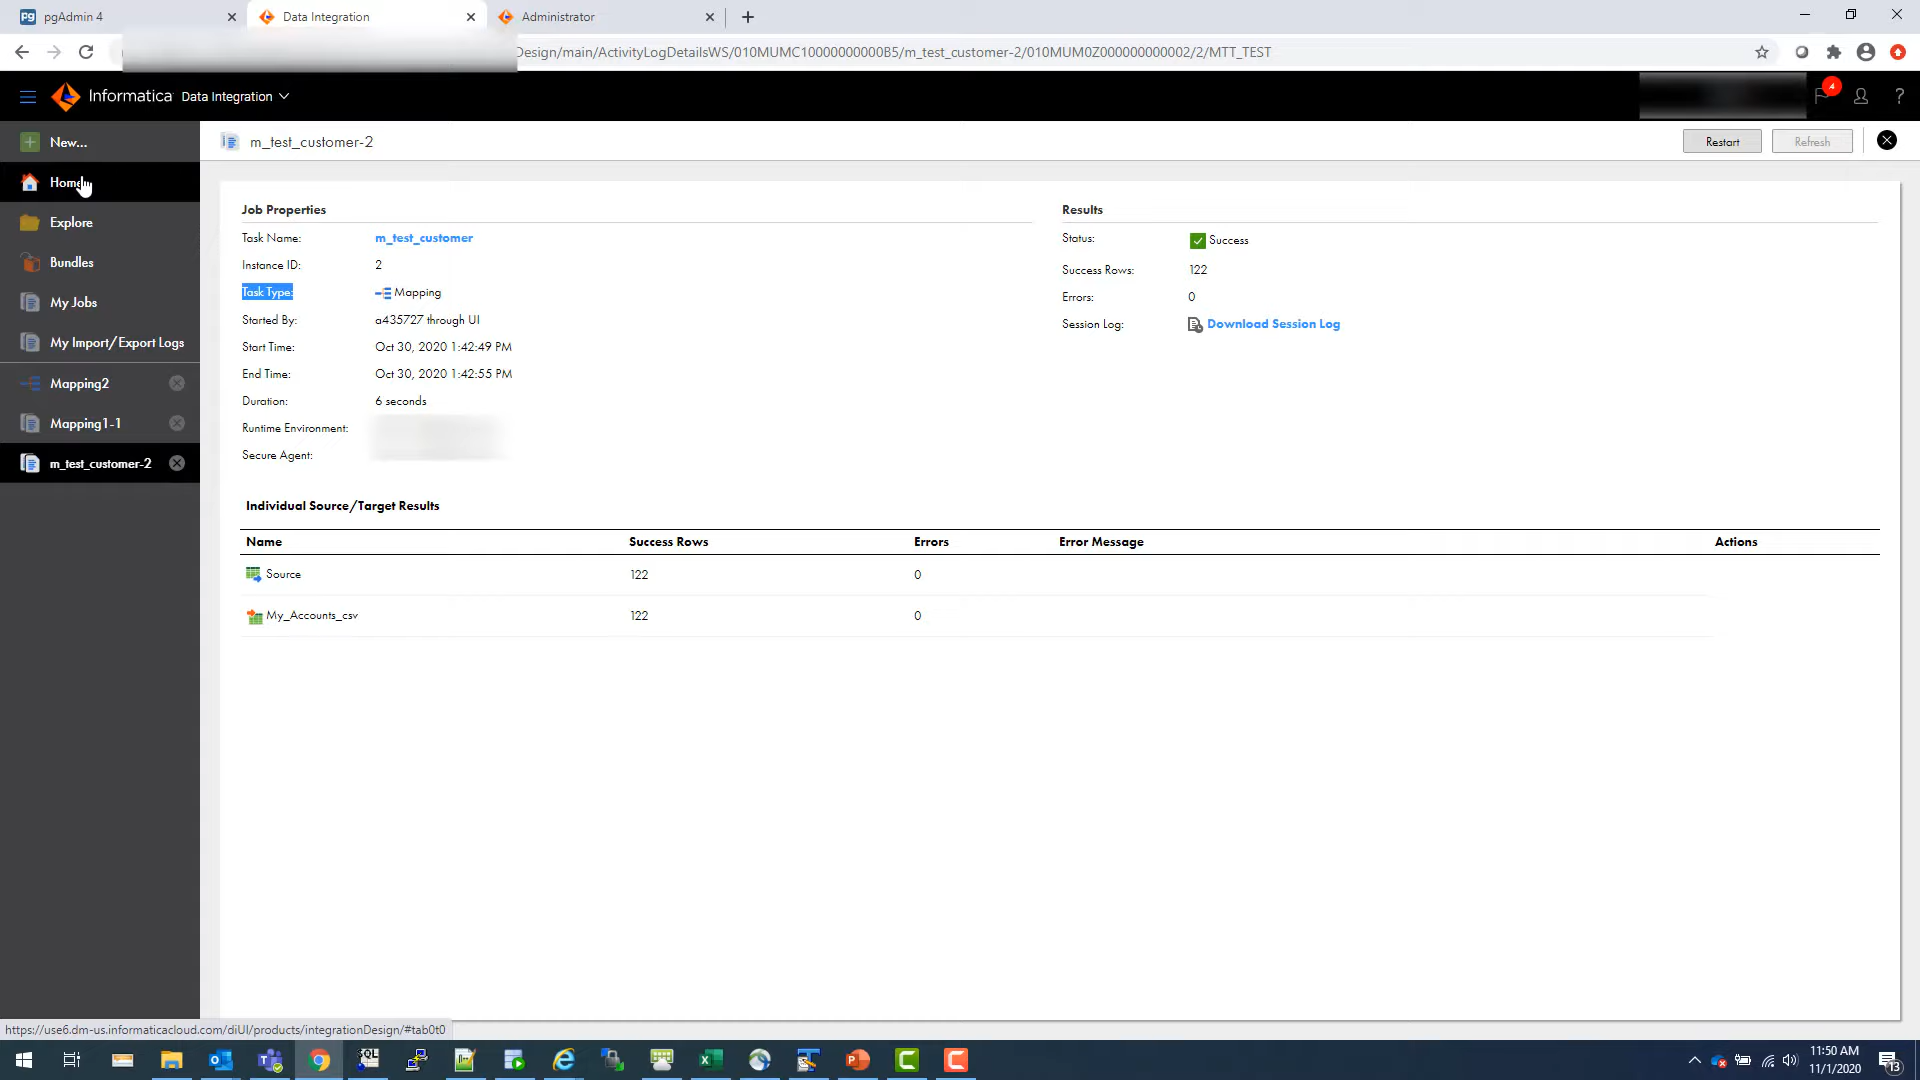 pgAdmin 4
Data Integration
Administrator
Design/main/ActivityLogDetailsWS/010MUMC10000000000B5/m_test_customer-2/010MUM0Z000000000002/2/MTT_TEST
Informatica Data Integration
4
?
New...
m_test_customer-2
Restart
Refresh
Home
Explore
Bundles
My Jobs
My Import/Export Logs
Mapping2
Mapping1-1
m_test_customer-2
Job Properties
Task Name: m_test_customer
Instance ID: 2
Task Type: Mapping
Started By: a435727 through UI
Start Time: Oct 30, 2020 1:42:49 PM
End Time: Oct 30, 2020 1:42:55 PM
Duration: 6 seconds
Runtime Environment:
Secure Agent:
Results
Status: Success
Success Rows: 122
Errors: 0
Session Log: Download Session Log
Individual Source/Target Results
Name Success Rows Errors Error Message Actions
Source 122 0
My_Accounts_csv 122 0
https://use6.dm-us.informaticacloud.com/diUI/products/integrationDesign/#tab0t0
11:50 AM
11/1/2020
13